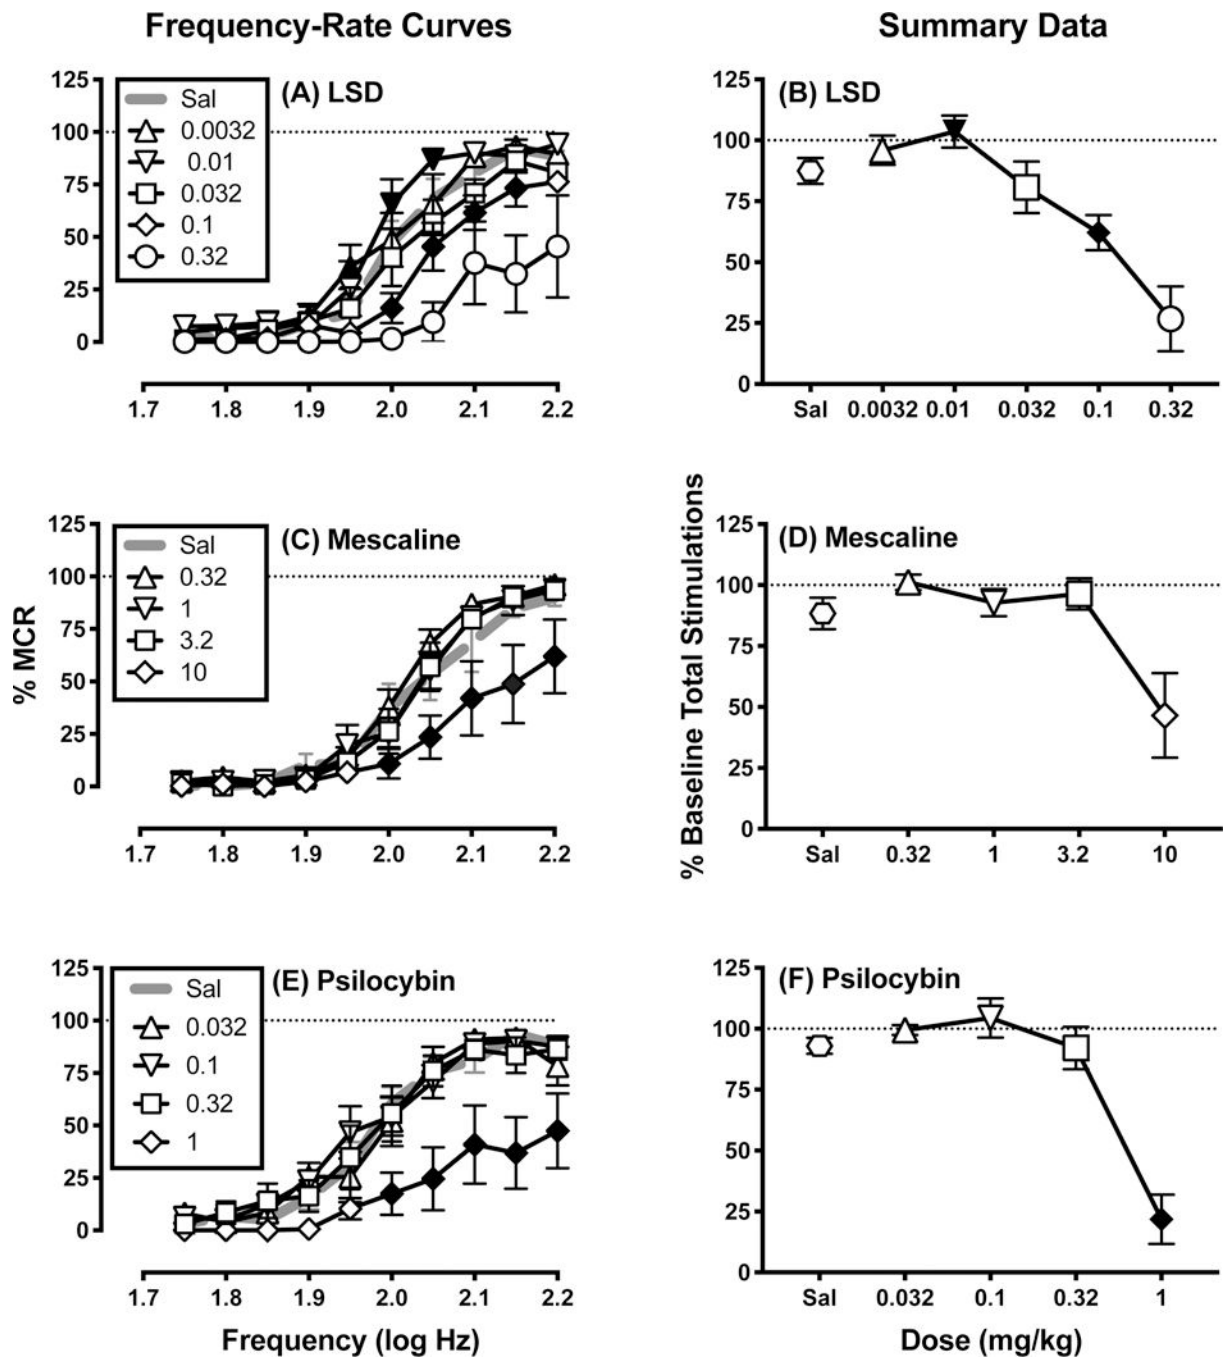 Frequency-Rate Curves
Summary Data
(A) LSD
125
100
75
50
25
0
Sal
0.0032
0.01
0.032
0.1
0.32
1.7 1.8 1.9 2.0 2.1 2.2
(B) LSD
125
100
75
50
25
0
Sal 0.0032 0.01 0.032 0.1 0.32
% MCR
(C) Mescaline
125
100
75
50
25
0
Sal
0.32
1
3.2
10
1.7 1.8 1.9 2.0 2.1 2.2
% Baseline Total Stimulations
(D) Mescaline
125
100
75
50
25
0
Sal 0.32 1 3.2 10
(E) Psilocybin
125
100
75
50
25
0
Sal
0.032
0.1
0.32
1
1.7 1.8 1.9 2.0 2.1 2.2
Frequency (log Hz)
(F) Psilocybin
125
100
75
50
25
0
Sal 0.032 0.1 0.32 1
Dose (mg/kg)